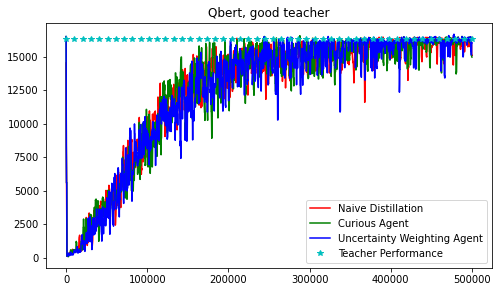 Qbert, good teacher
15000
12500
10000
7500
5000
2500
0
0 100000 200000 300000 400000 500000
Naive Distillation
Curious Agent
Uncertainty Weighting Agent
Teacher Performance